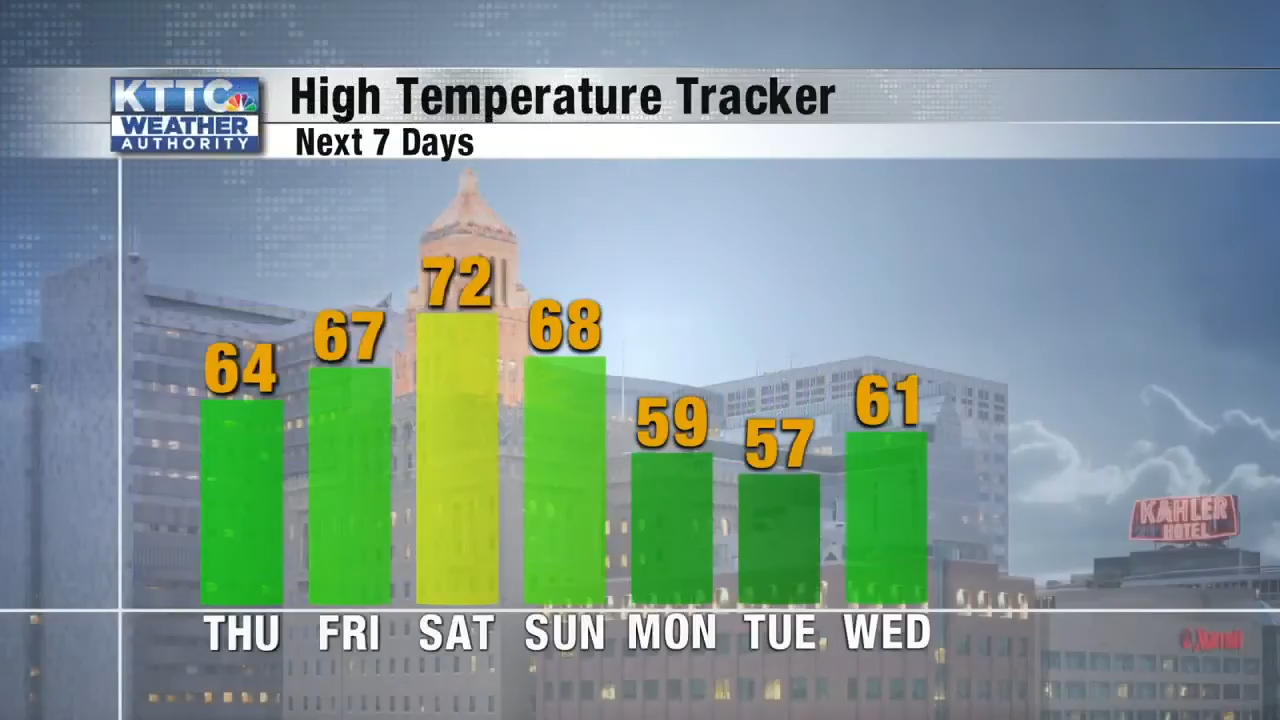 KTTC
WEATHER
AUTHORITY
High Temperature Tracker
Next 7 Days
64 67 72 68 59 57 61
THU FRI SAT SUN MON TUE WED
KAHLER
HOTEL
Marriott